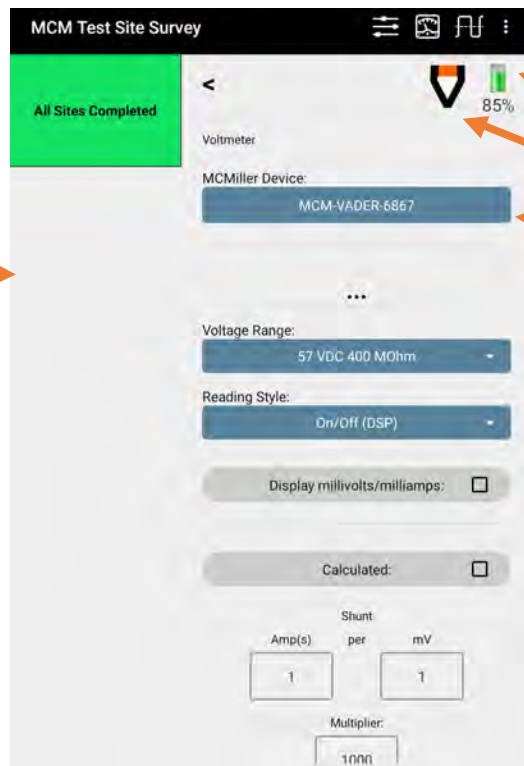 MCM Test Site Survey
All Sites Completed
<
85%
Voltmeter
MCMiller Device:
MCM-VADER-6867
...
Voltage Range:
57 VDC 400 MOhm
Reading Style:
On/Off (DSP)
Display millivolts/milliamps:
Calculated:
Shunt
Amp(s) per mV
1 1
Multiplier:
1000